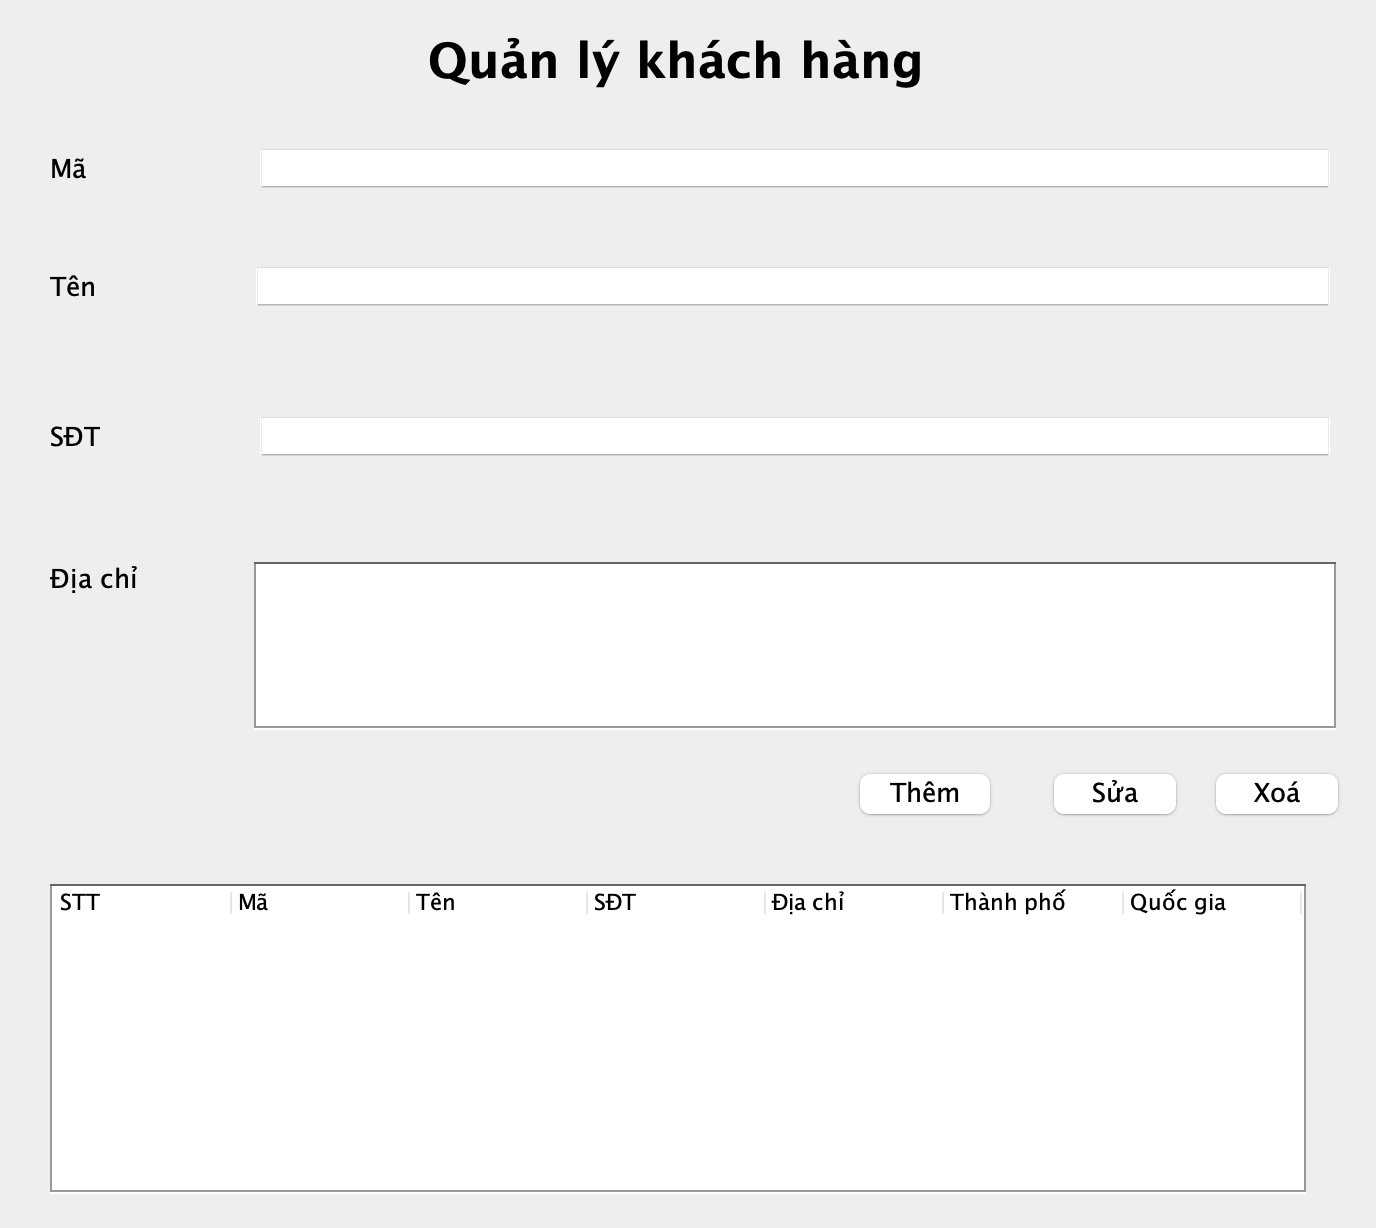 Quản lý khách hàng
Mã
Tên
SĐT
Địa chỉ
Thêm Sửa Xoá
STT Mã Tên SĐT Địa chỉ Thành phố Quốc gia